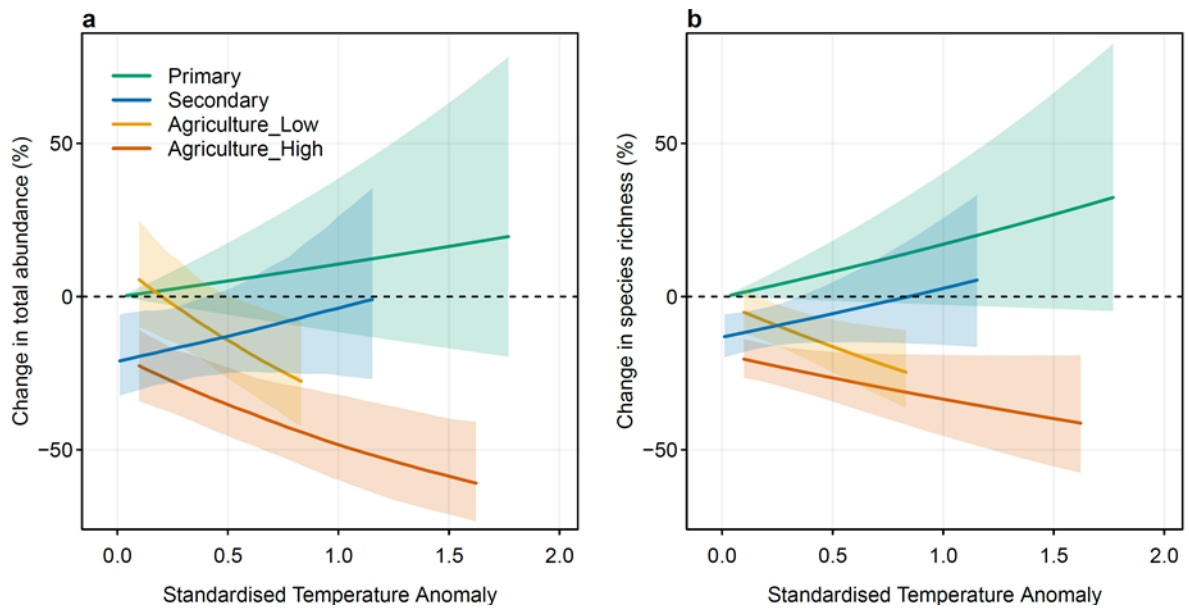 a
Change in total abundance (%)
50
0
−50
Primary
Secondary
Agriculture_Low
Agriculture_High
0.0 0.5 1.0 1.5 2.0
Standardised Temperature Anomaly
b
Change in species richness (%)
50
0
−50
0.0 0.5 1.0 1.5 2.0
Standardised Temperature Anomaly